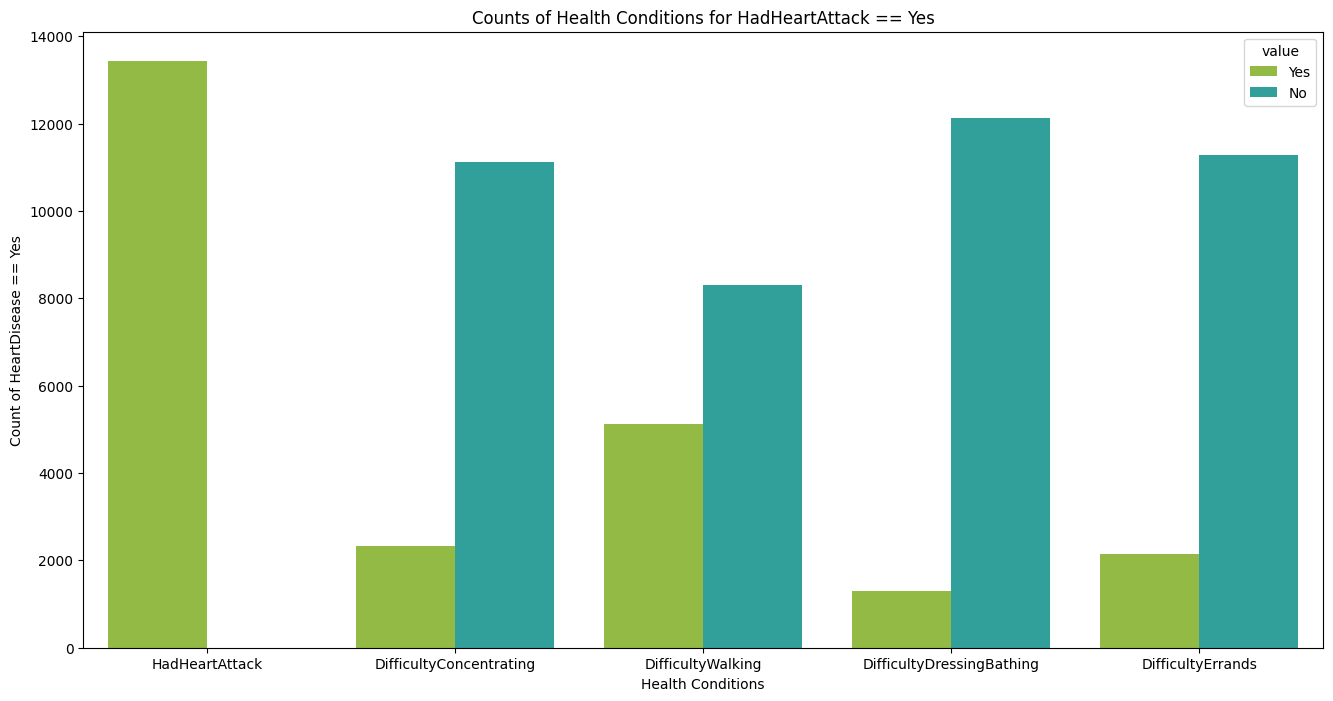 Counts of Health Conditions for HadHeartAttack == Yes
value
Yes
No
Count of HeartDisease == Yes
14000
12000
10000
8000
6000
4000
2000
0
HadHeartAttack
DifficultyConcentrating
DifficultyWalking
DifficultyDressingBathing
DifficultyErrands
Health Conditions